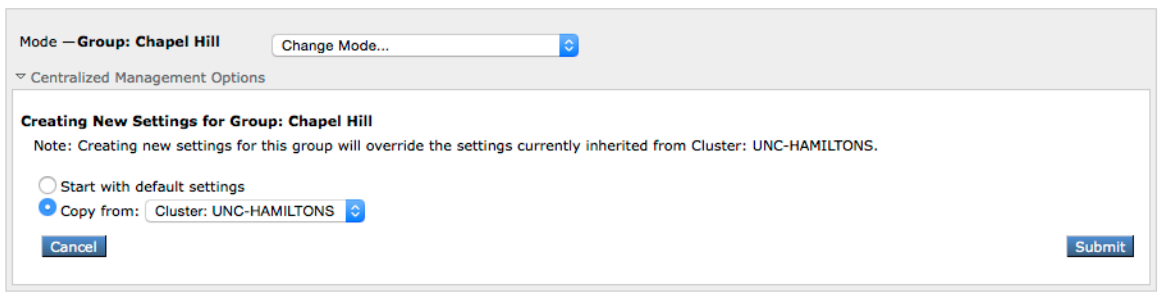 Mode —Group: Chapel Hill Change Mode...
Centralized Management Options
Creating New Settings for Group: Chapel Hill
Note: Creating new settings for this group will override the settings currently inherited from Cluster: UNC-HAMILTONS.
Start with default settings
Copy from: Cluster: UNC-HAMILTONS
Cancel Submit